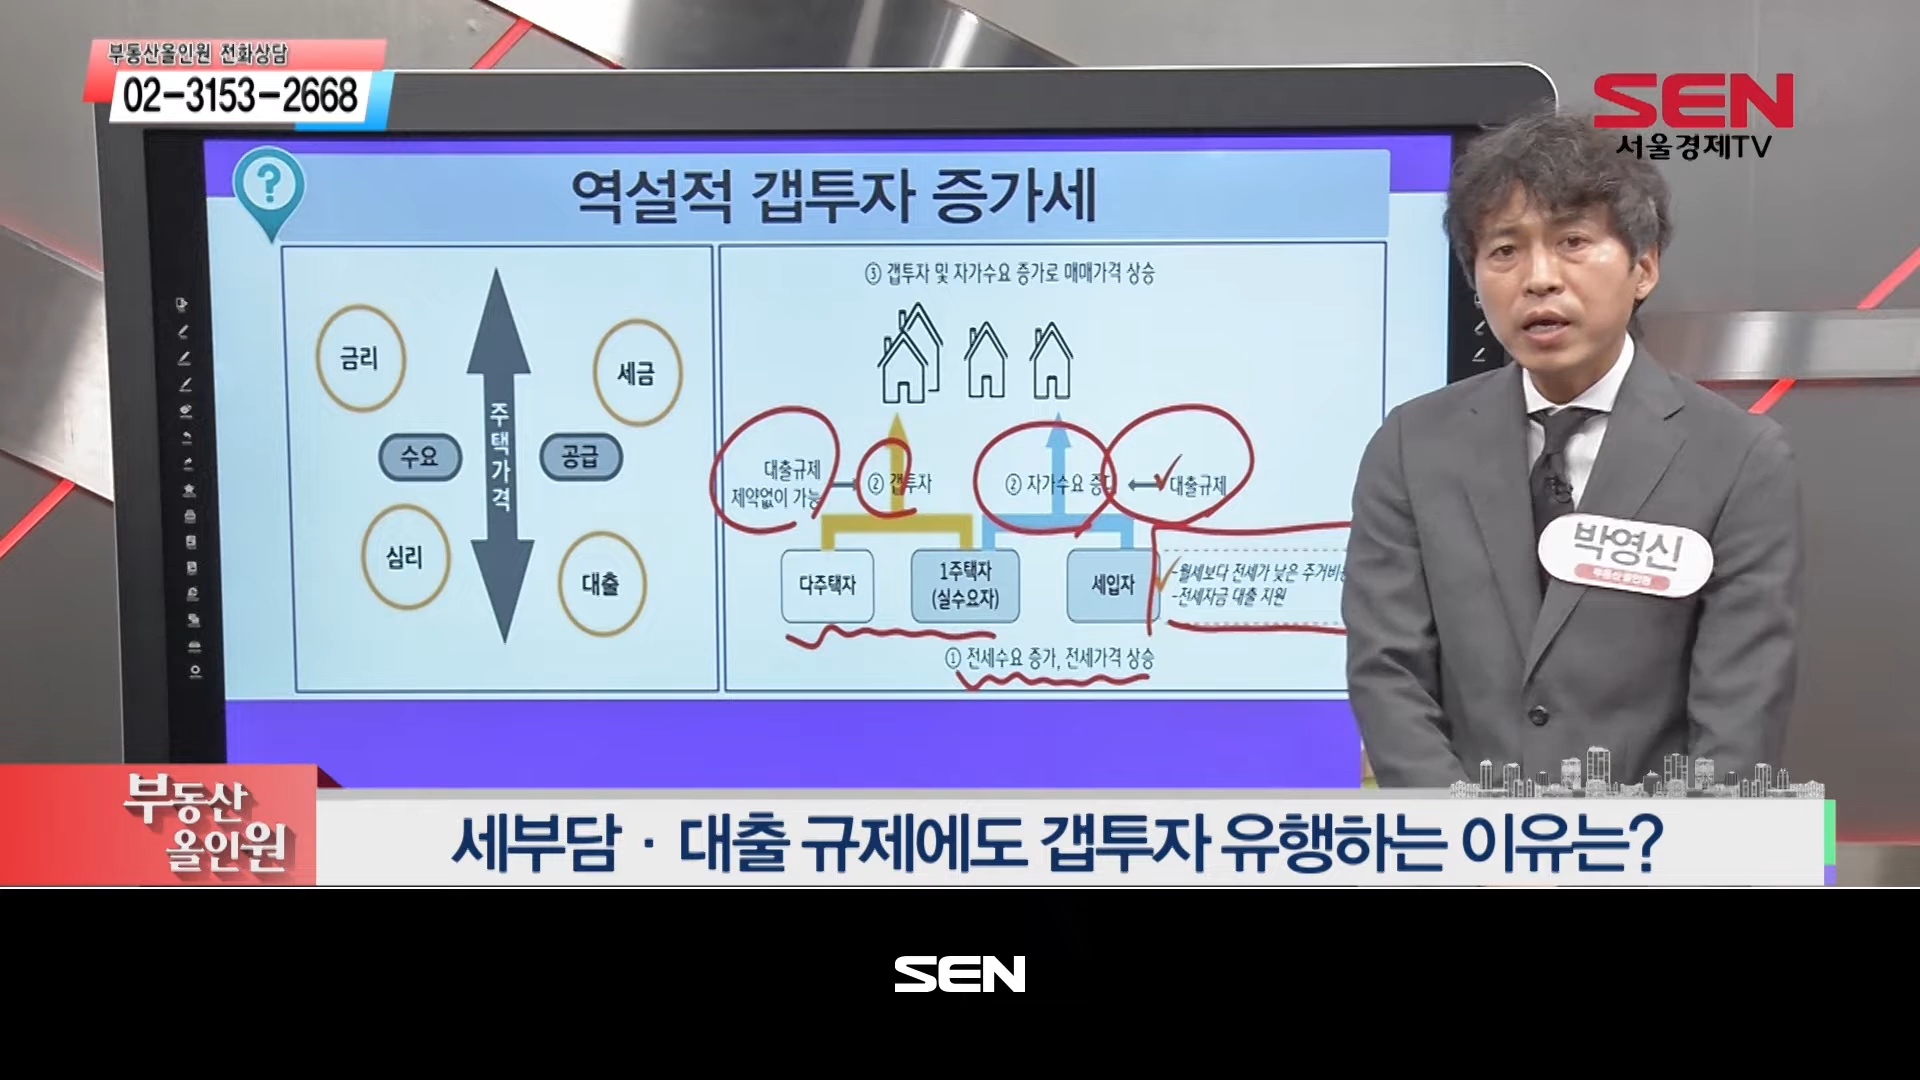 부동산올인원 전화상담
02-3153-2668
SEN
서울경제TV
?
역설적 갭투자 증가세
금리
세금
수요
주택가격
공급
심리
대출
③ 갭투자 및 자가수요 증가로 매매가격 상승
대출규제
제약없이 가능
② 갭투자
② 자가수요 증
대출규제
다주택자
1주택자
(실수요자)
세입자
-월세보다 전세가 낮은 주거비
-전세자금 대출 지원
① 전세수요 증가, 전세가격 상승
박영신
부동산올인원
부동산
올인원
세부담 · 대출 규제에도 갭투자 유행하는 이유는?
SEN